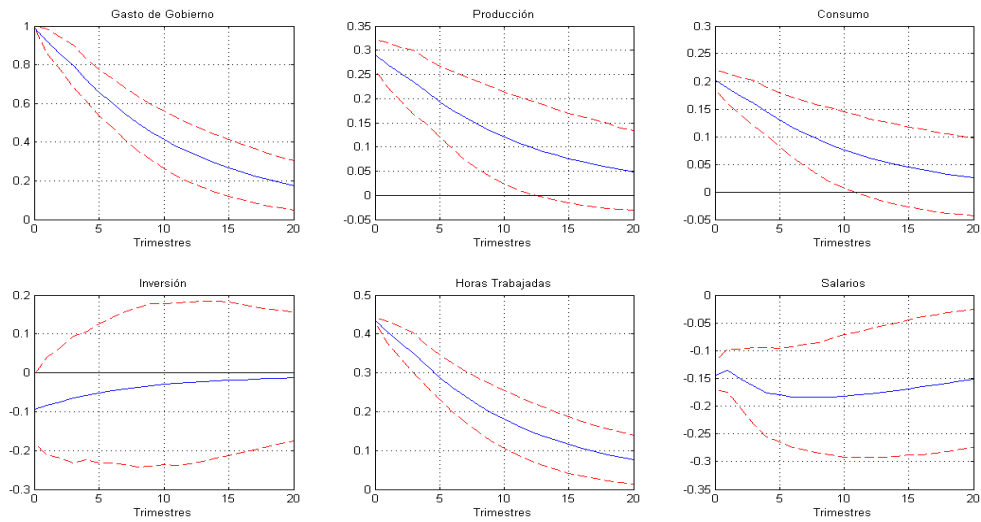 Gasto de Gobierno
1
0.8
0.6
0.4
0.2
0
0 5 10 15 20
Trimestres
Producción
0.35
0.3
0.25
0.2
0.15
0.1
0.05
0
-0.05
0 5 10 15 20
Trimestres
Consumo
0.3
0.25
0.2
0.15
0.1
0.05
0
-0.05
0 5 10 15 20
Trimestres
Inversión
0.2
0.1
0
-0.1
-0.2
-0.3
0 5 10 15 20
Trimestres
Horas Trabajadas
0.5
0.4
0.3
0.2
0.1
0
0 5 10 15 20
Trimestres
Salarios
0
-0.05
-0.1
-0.15
-0.2
-0.25
-0.3
-0.35
0 5 10 15 20
Trimestres